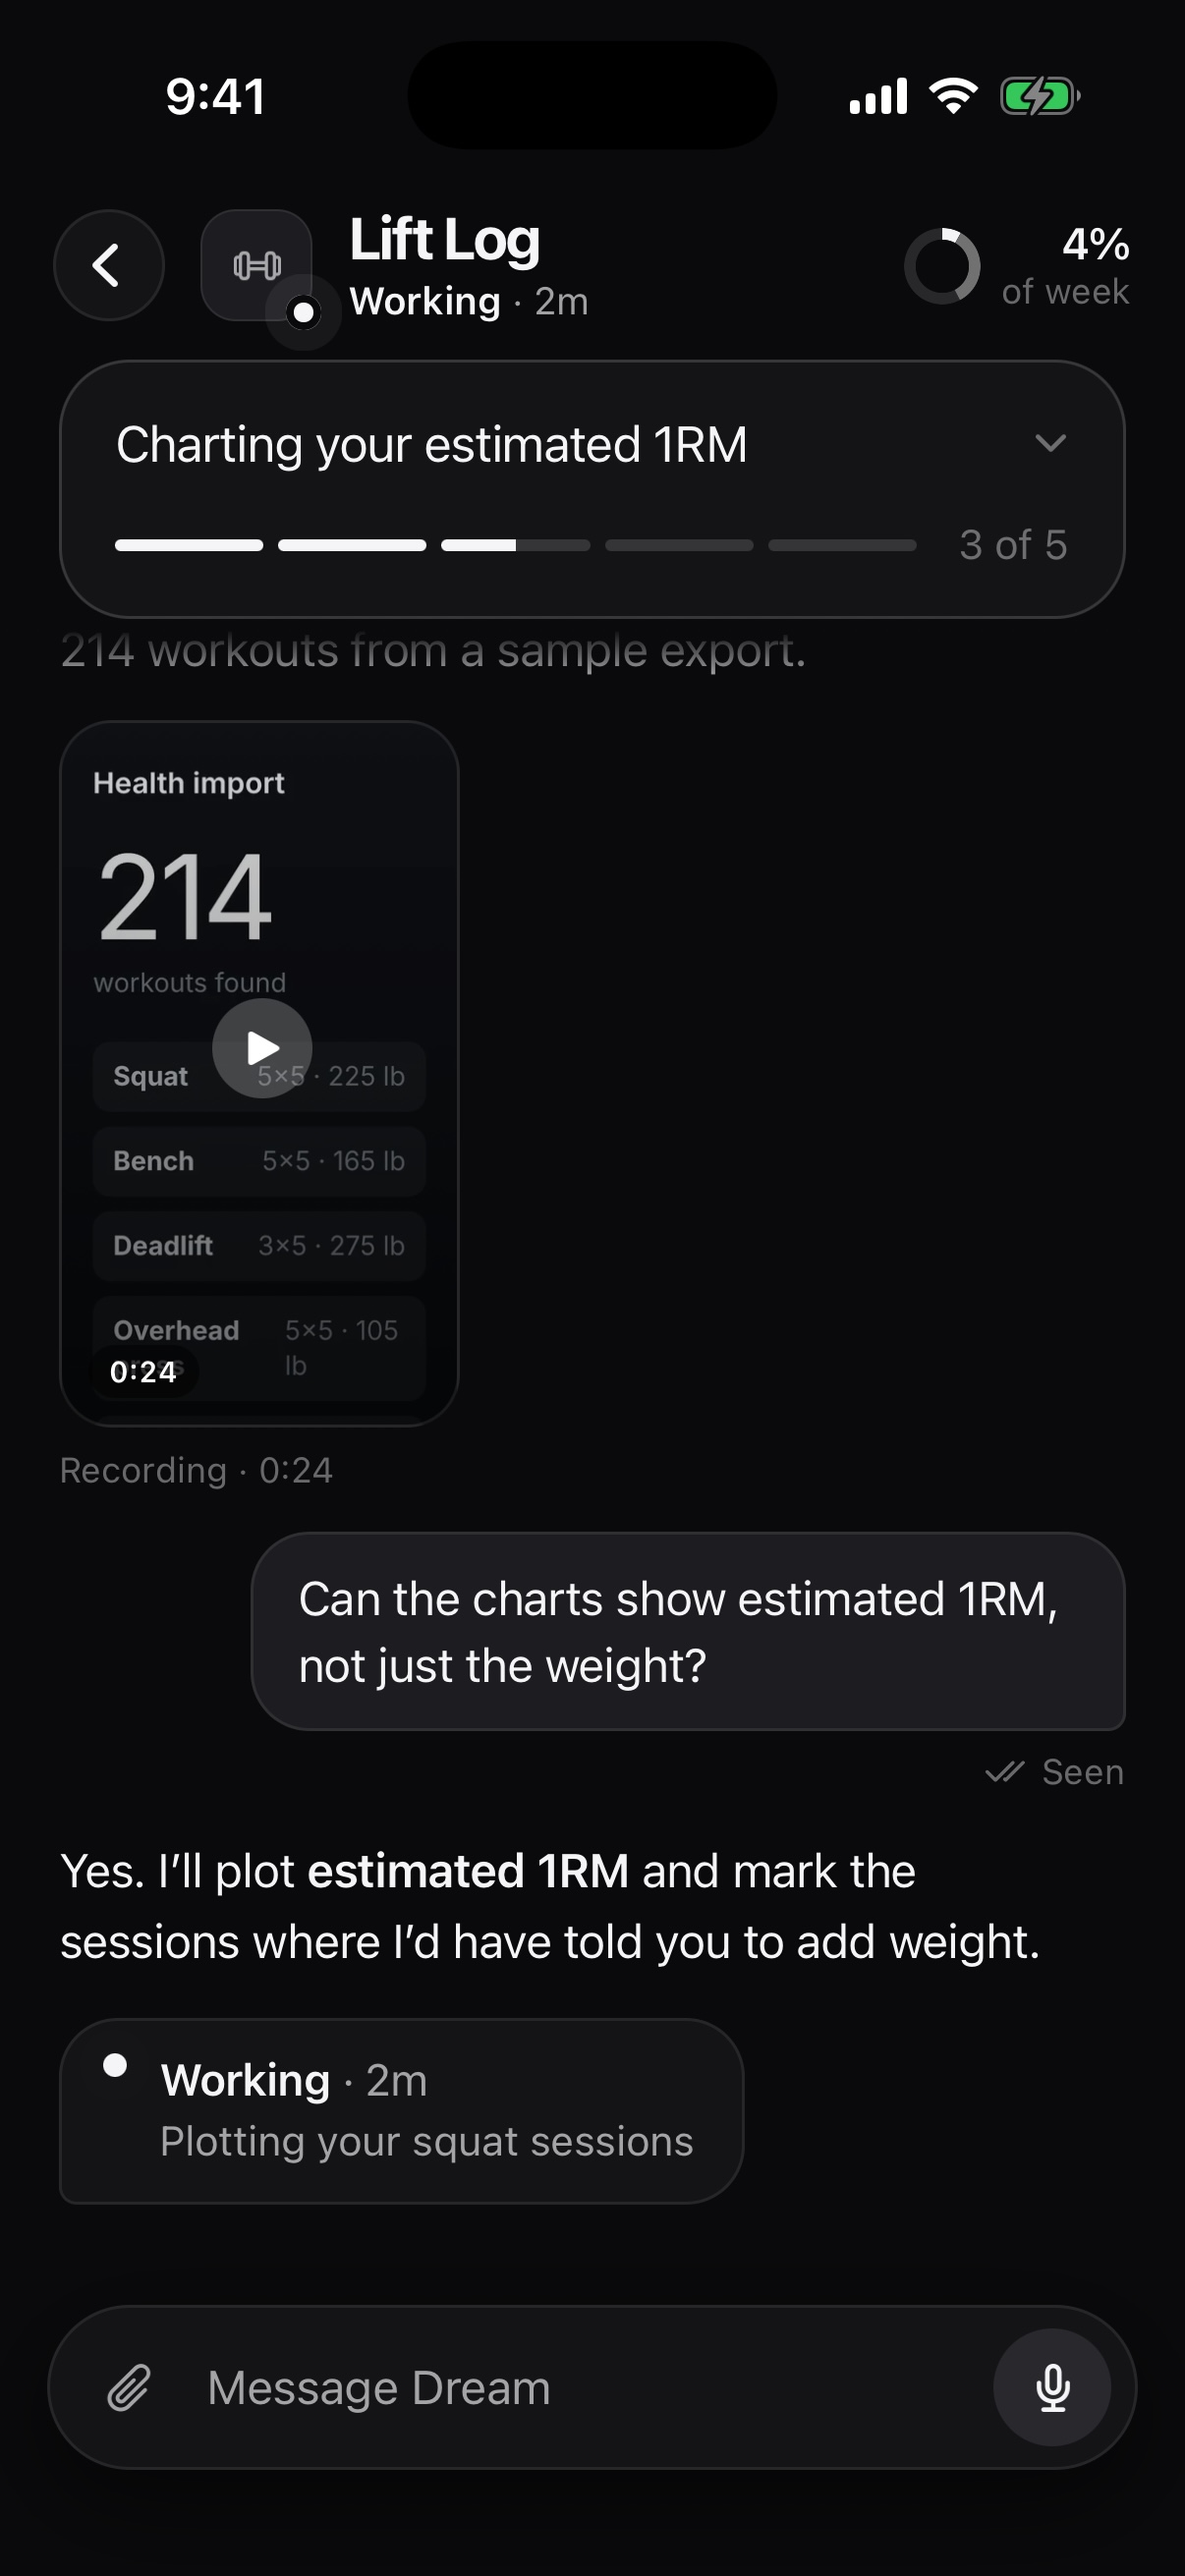 9:41
Lift Log
Working · 2m
4%
of week
Charting your estimated 1RM
3 of 5
214 workouts from a sample export.
Health import
214
workouts found
Squat 5×5 · 225 lb
Bench 5×5 · 165 lb
Deadlift 3×5 · 275 lb
Overhead 5×5 · 105
lb
0:24
Recording · 0:24
Can the charts show estimated 1RM,
not just the weight?
Seen
Yes. I’ll plot estimated 1RM and mark the
sessions where I’d have told you to add weight.
Working · 2m
Plotting your squat sessions
Message Dream